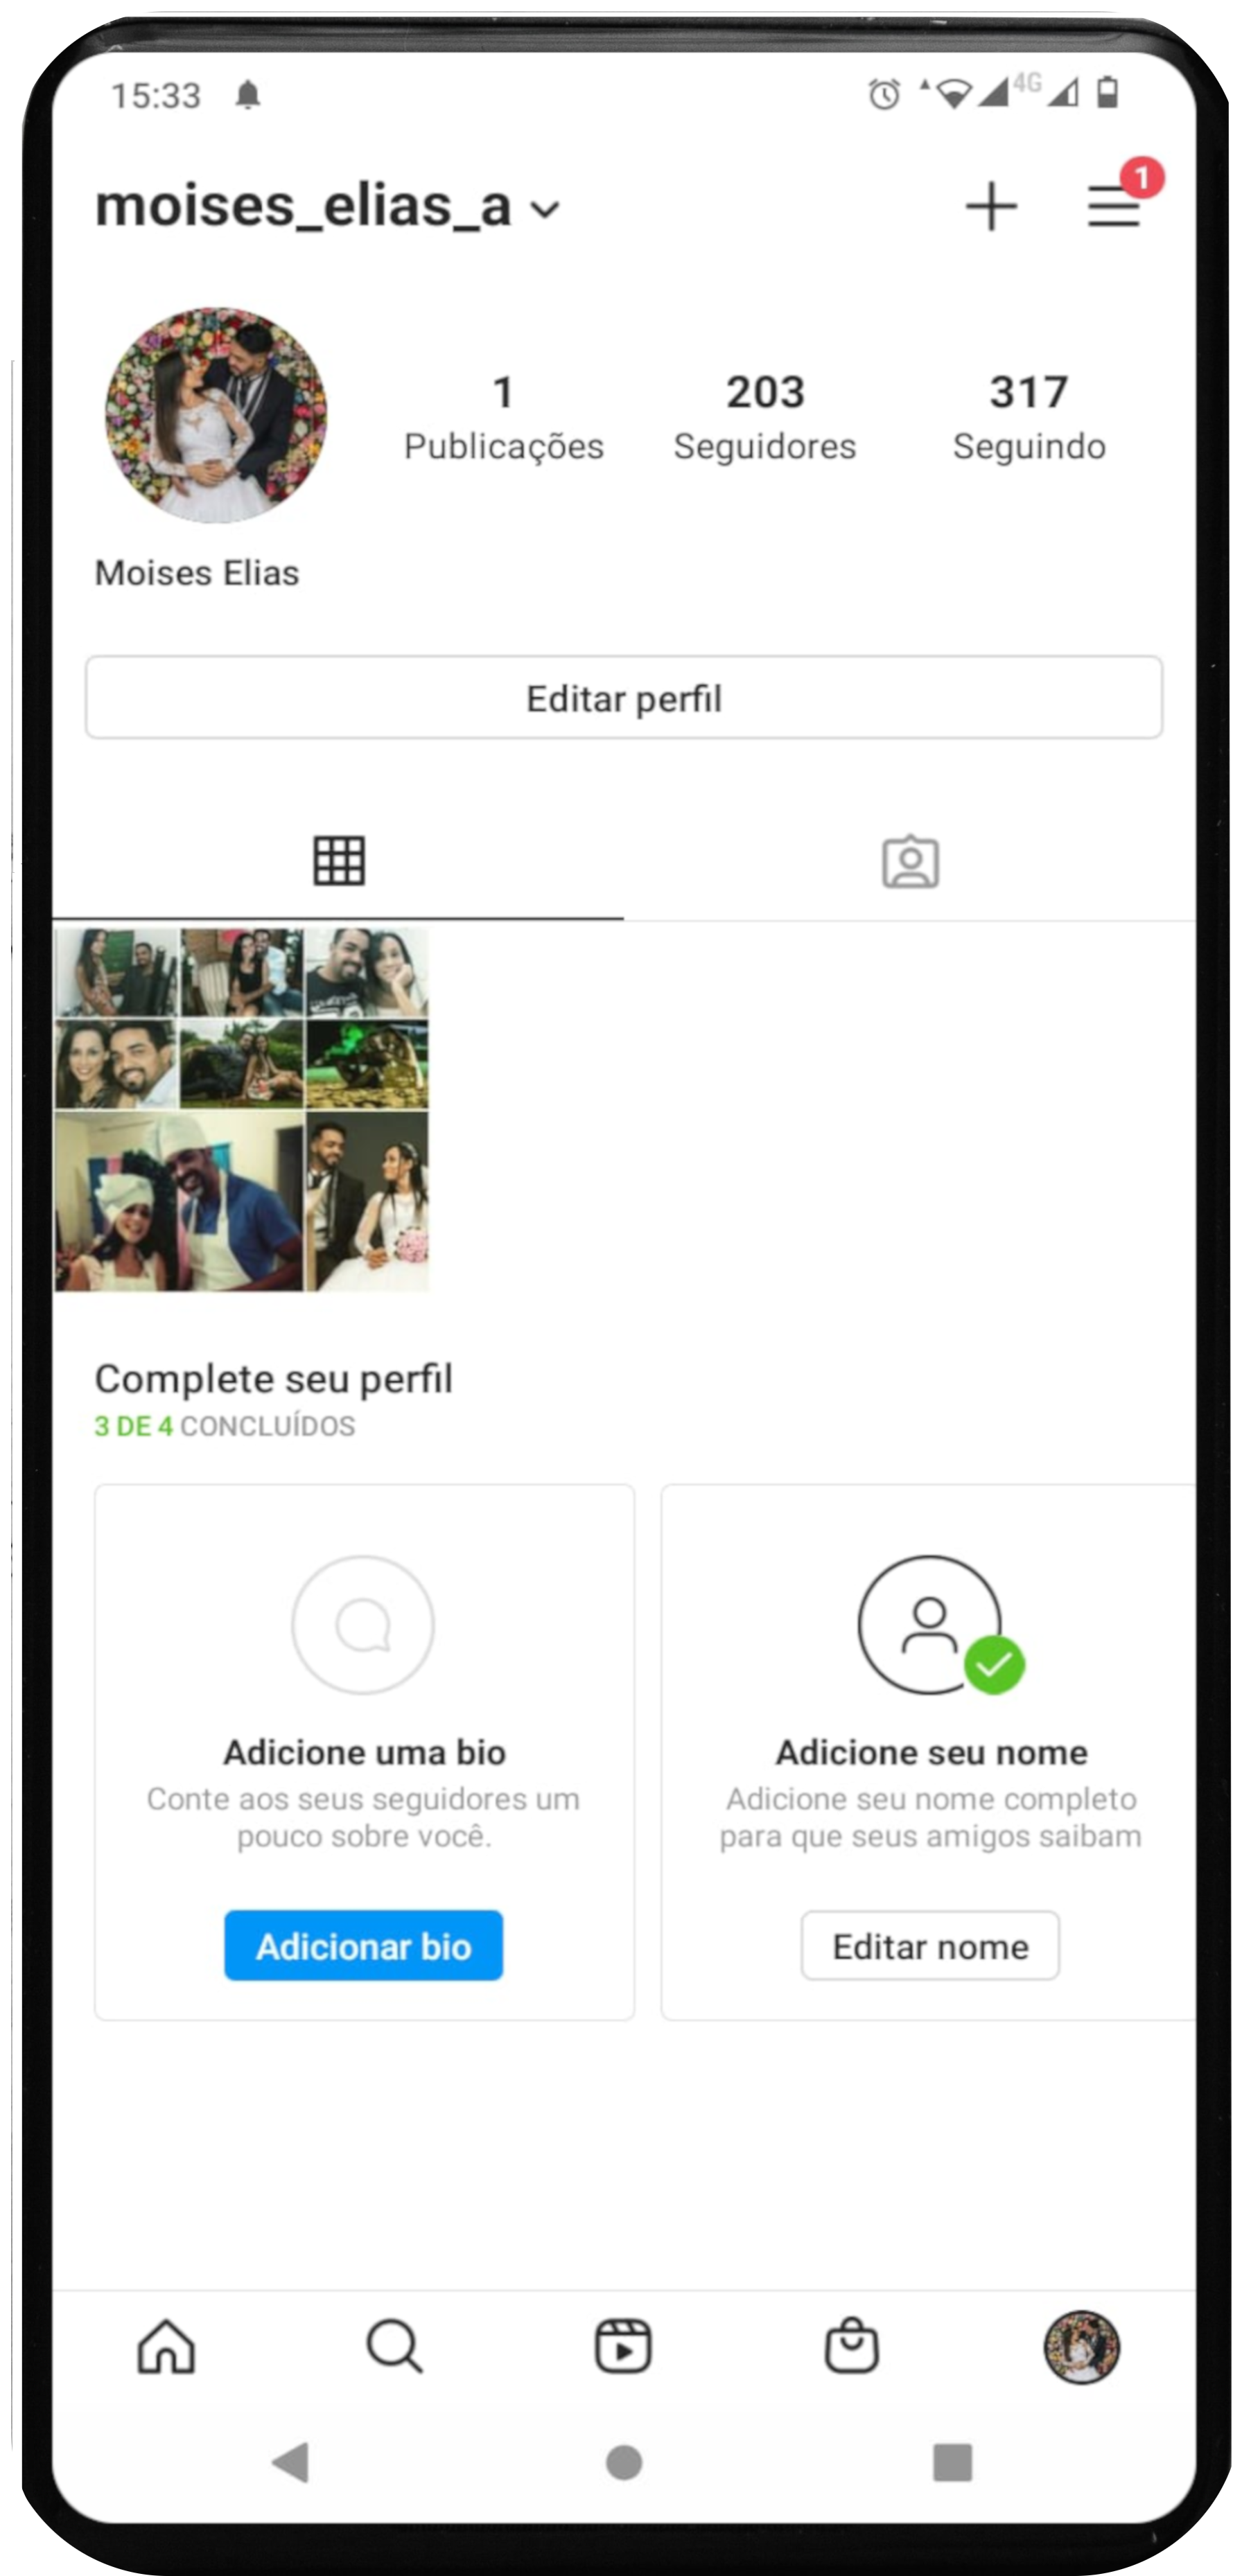 15:33
4G
moises_elias_a
1
1
203
317
Publicações
Seguidores
Seguindo
Moises Elias
Editar perfil
Complete seu perfil
3 DE 4 CONCLUÍDOS
Adicione uma bio
Conte aos seus seguidores um
pouco sobre você.
Adicionar bio
Adicione seu nome
Adicione seu nome completo
para que seus amigos saibam
Editar nome